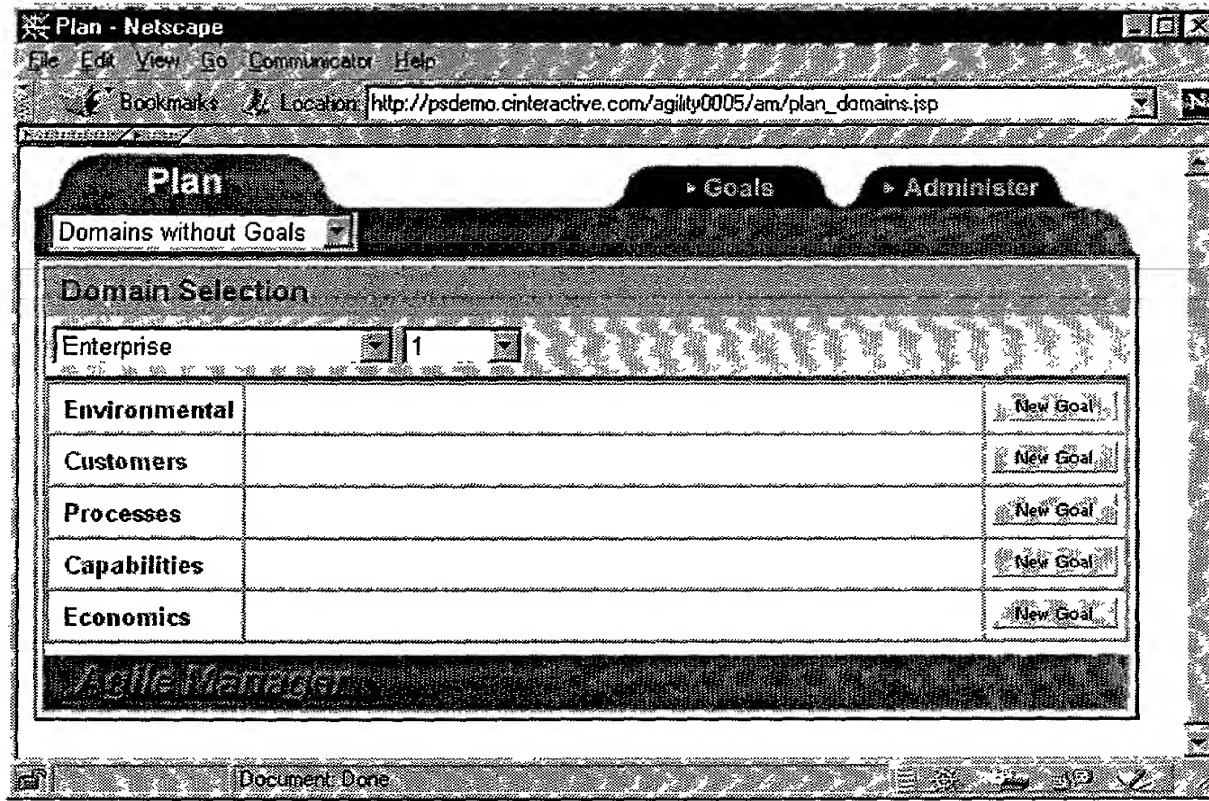 Plan - Netscape
File Edit View Go Communicator Help
Bookmarks Location: http://psdemo.cinteractive.com/agility0005/am/plan_domains.jsp
Plan
Goals
Administer
Domains without Goals
Domain Selection
Enterprise 1
Environmental New Goal
Customers New Goal
Processes New Goal
Capabilities New Goal
Economics New Goal
Agile Manager
Document: Done